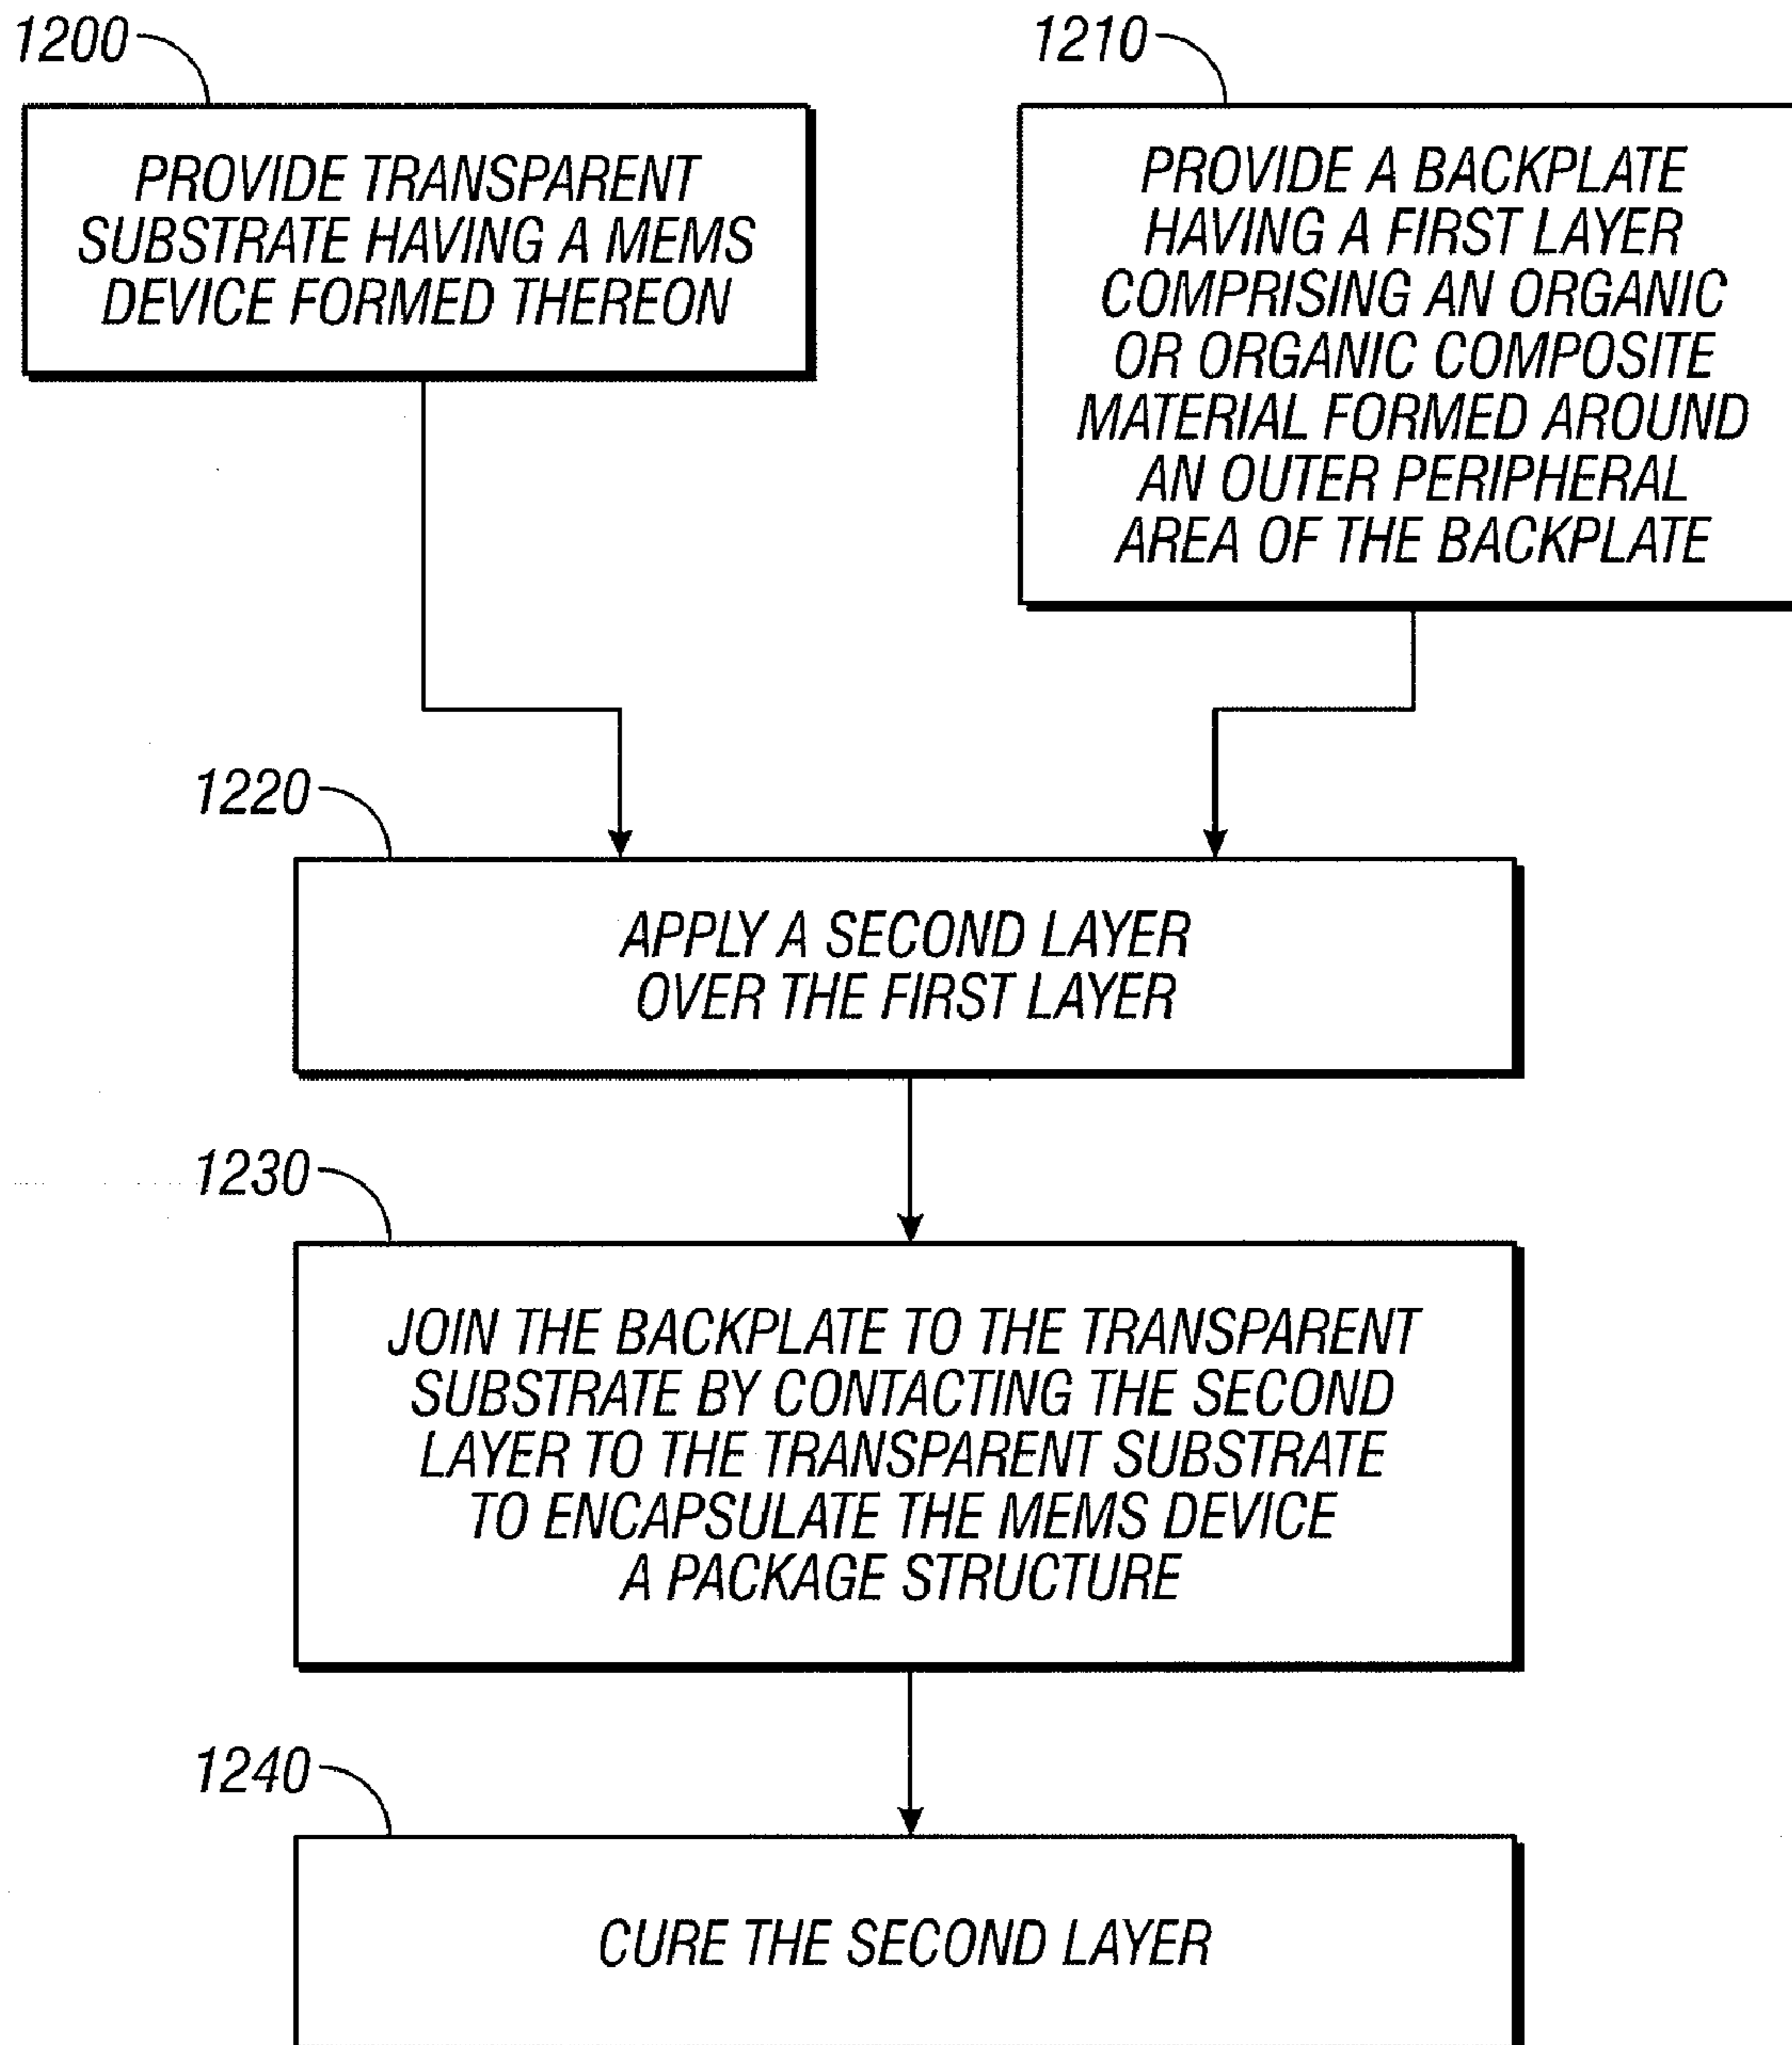 1200
PROVIDE TRANSPARENT
SUBSTRATE HAVING A MEMS
DEVICE FORMED THEREON
1210
PROVIDE A BACKPLATE
HAVING A FIRST LAYER
COMPRISING AN ORGANIC
OR ORGANIC COMPOSITE
MATERIAL FORMED AROUND
AN OUTER PERIPHERAL
AREA OF THE BACKPLATE
1220
APPLY A SECOND LAYER
OVER THE FIRST LAYER
1230
JOIN THE BACKPLATE TO THE TRANSPARENT
SUBSTRATE BY CONTACTING THE SECOND
LAYER TO THE TRANSPARENT SUBSTRATE
TO ENCAPSULATE THE MEMS DEVICE
A PACKAGE STRUCTURE
1240
CURE THE SECOND LAYER